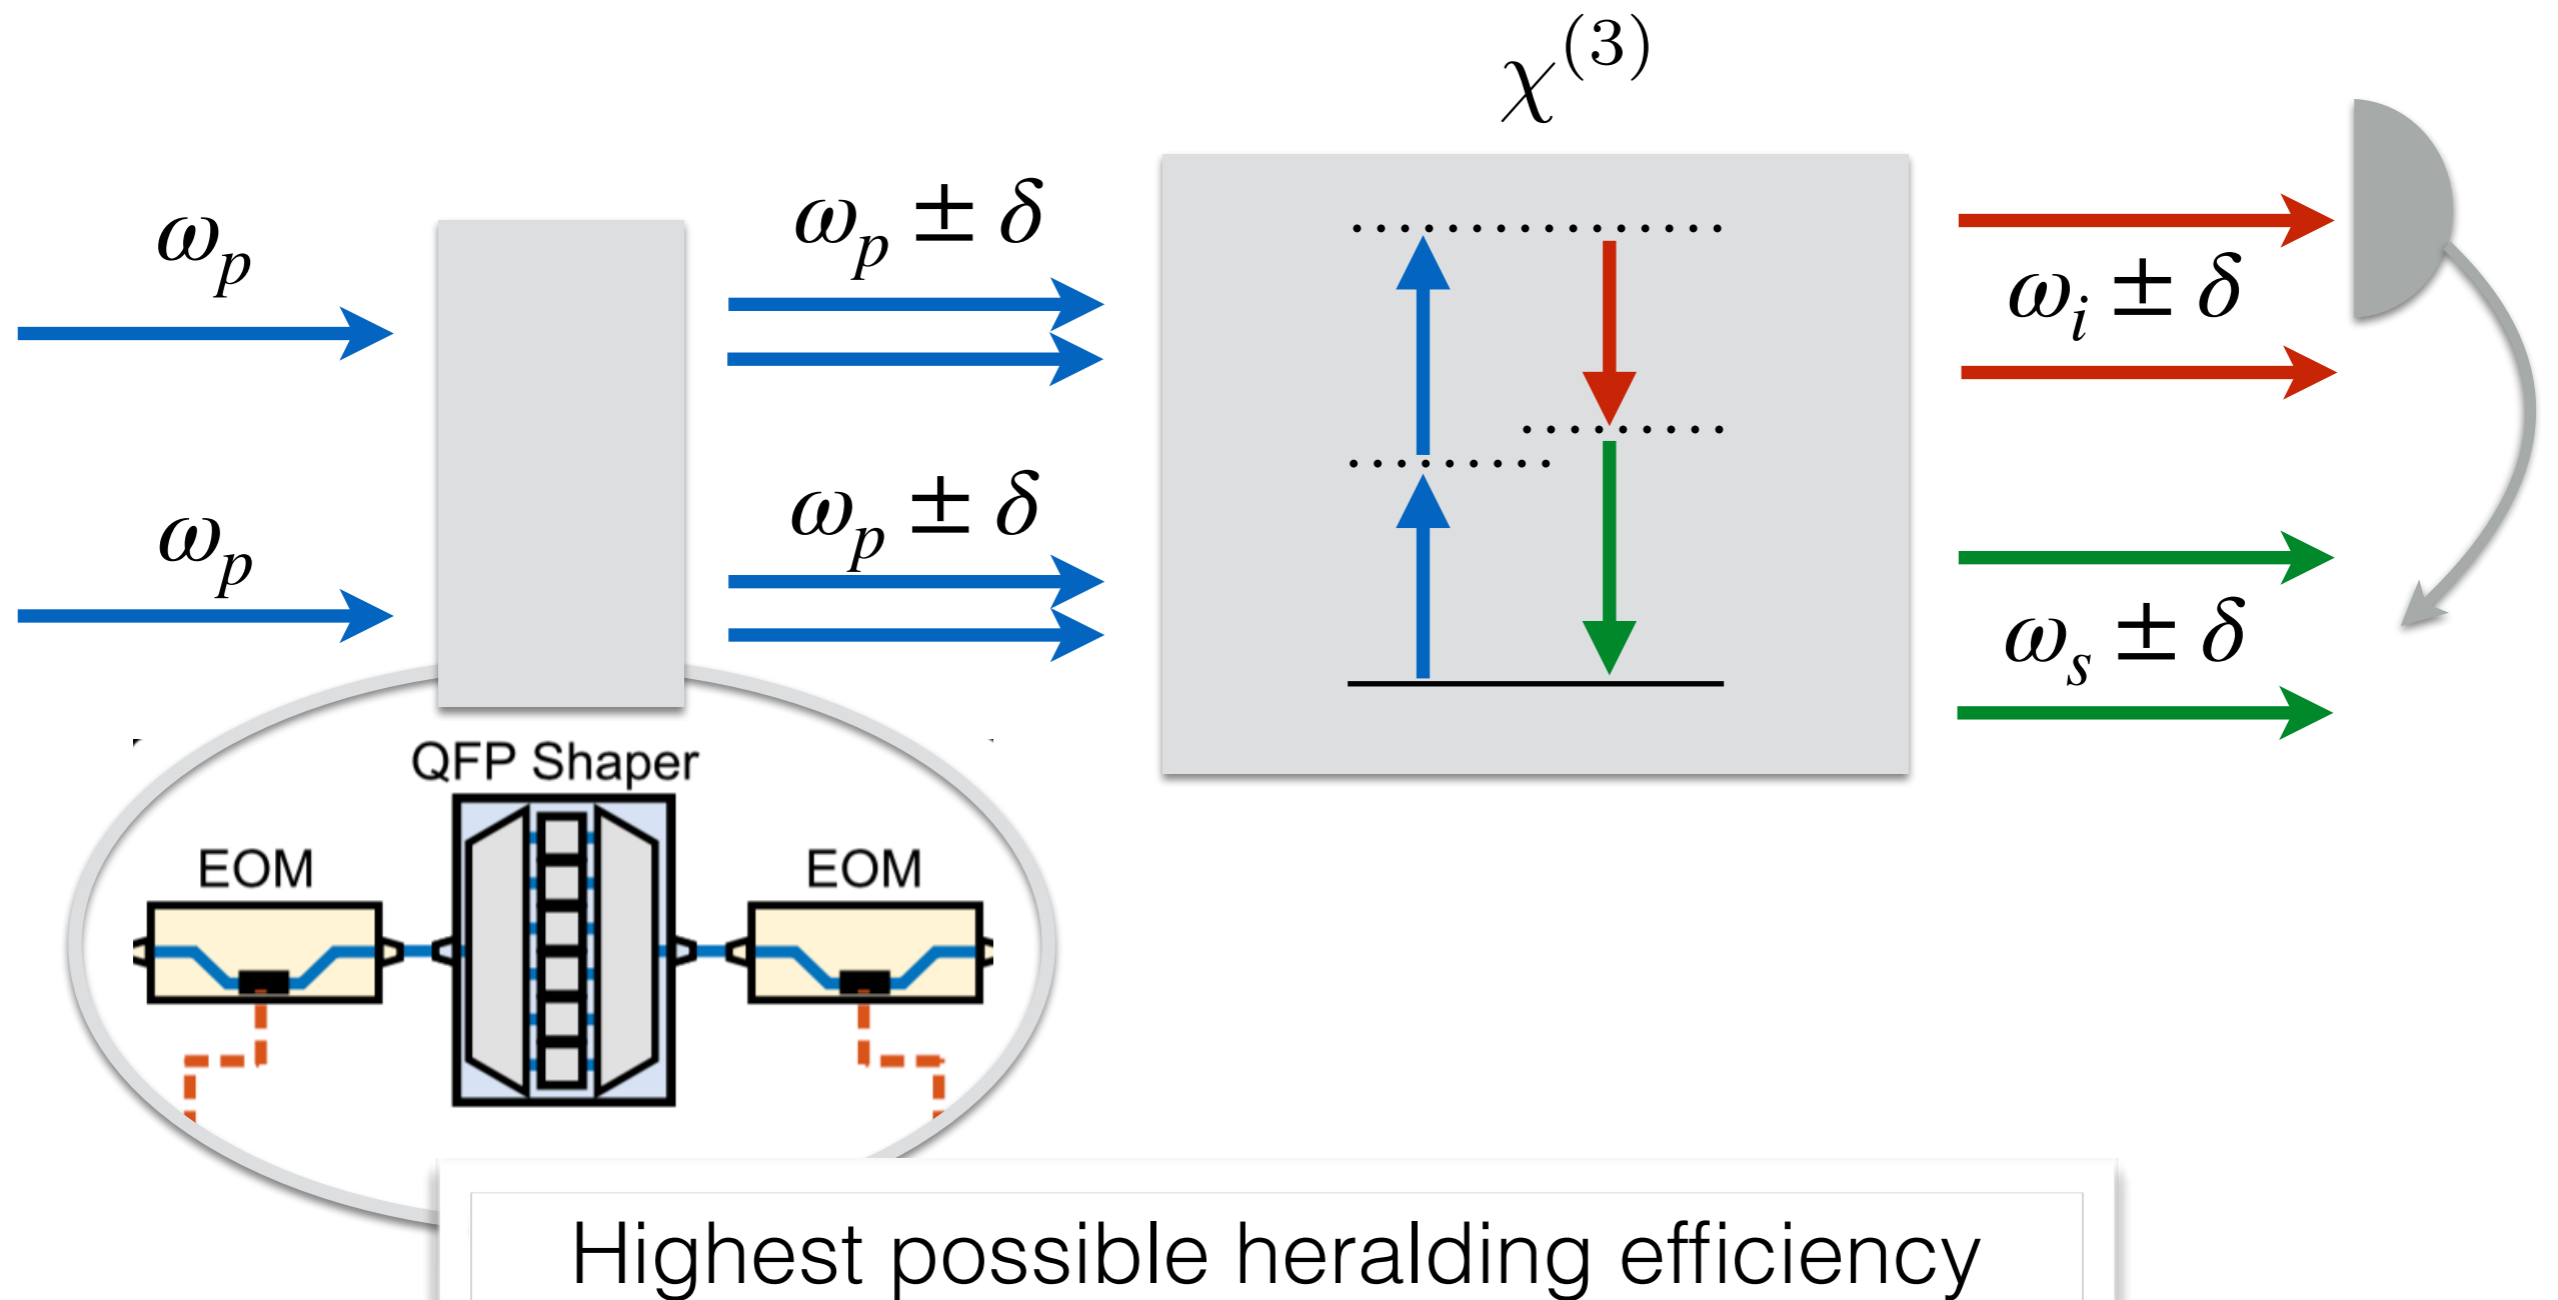 χ⁽³⁾
ωₚ
ωₚ ± δ
ωᵢ ± δ
ωₚ
ωₚ ± δ
ωₛ ± δ
QFP Shaper
EOM
EOM
Highest possible heralding efficiency